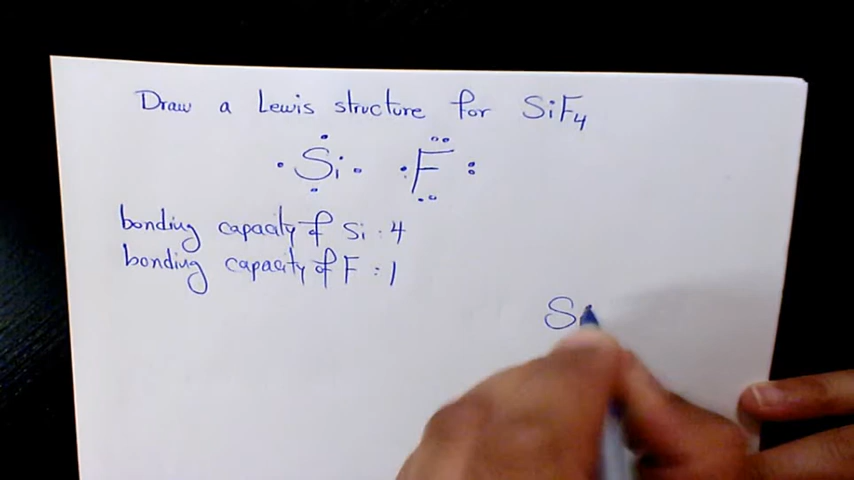 Draw a Lewis structure for SiF4
Si F
bonding capacity of Si : 4
bonding capacity of F : 1
S